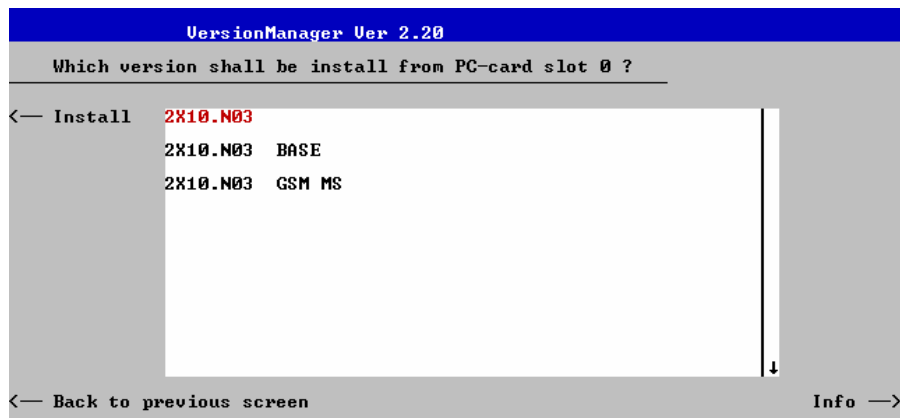 VersionManager Ver 2.20
Which version shall be install from PC-card slot 0 ?
<— Install 2X10.N03
2X10.N03 BASE
2X10.N03 GSM MS
↓
<— Back to previous screen Info —>